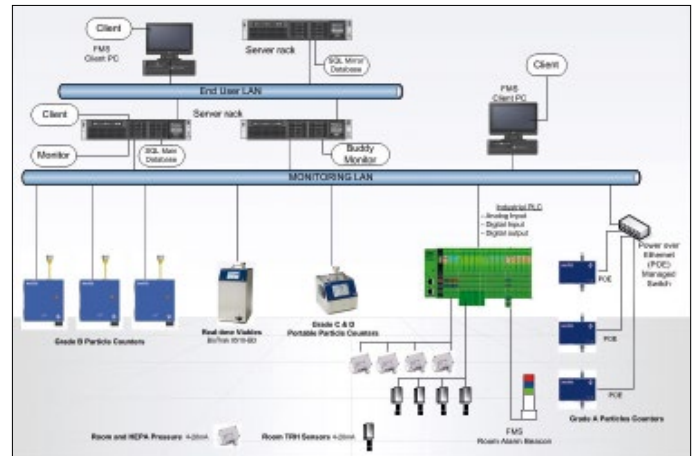 Client
FMS
Client PC
Server rack
SQL Mirror
Database
Client
FMS
Client PC
End User LAN
Client
Server rack
Monitor
SQL Main
Database
Buddy
Monitor
MONITORING LAN
Industrial PLC
- Analog Input
- Digital Input
- Digital output
Power over
Ethernet
(POE)
Managed
Switch
POE
POE
POE
Grade B Particle Counters
Real-time Viables
Grade C & D
Portable Particle Counters
Grade A Particles Counters
FMS
Room Alarm Beacon
Room and HEPA Pressure 4-20mA
Room TRH Sensors 4-20mA